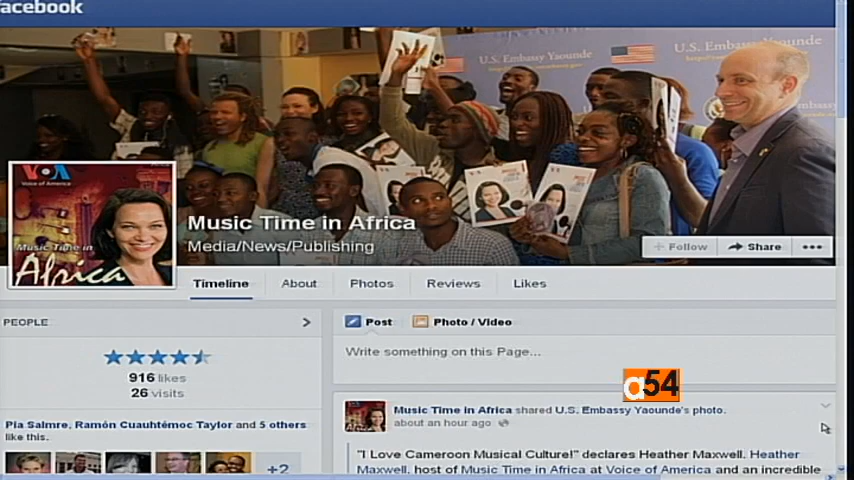 facebook
U.S. Embassy Yaounde
U.S. Embassy Yaounde
VOA
Voice of America
Music Time in
Africa
Music Time in Africa
Media/News/Publishing
+ Follow
Share
Timeline
About
Photos
Reviews
Likes
PEOPLE
916 likes
26 visits
Pia Salmre, Ramón Cuauhtémoc Taylor and 5 others
like this.
+2
Post
Photo / Video
Write something on this Page...
a54
Music Time in Africa shared U.S. Embassy Yaounde's photo.
about an hour ago
"I Love Cameroon Musical Culture!" declares Heather Maxwell. Heather
Maxwell, host of Music Time in Africa at Voice of America and an incredible